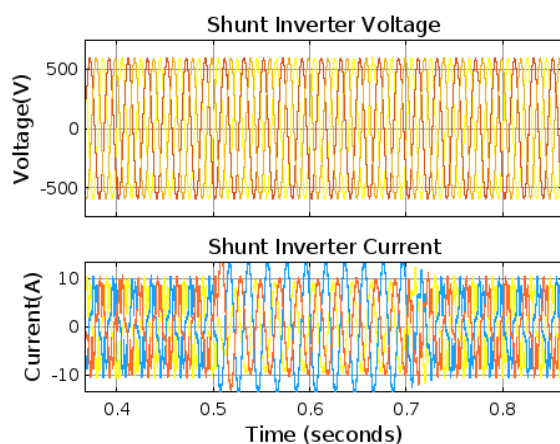 Shunt Inverter Voltage
Voltage(V)
500
0
-500
Shunt Inverter Current
Current(A)
10
0
-10
0.4 0.5 0.6 0.7 0.8
Time (seconds)